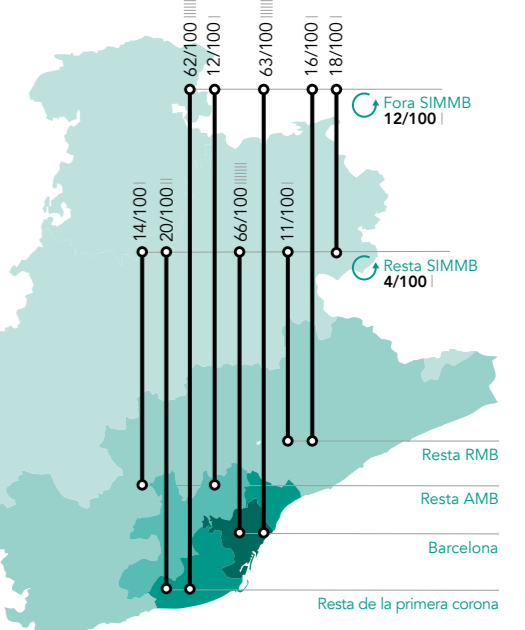 62/100
12/100
63/100
16/100
18/100
Fora SIMMB
12/100
14/100
20/100
66/100
11/100
Resta SIMMB
4/100
Resta RMB
Resta AMB
Barcelona
Resta de la primera corona